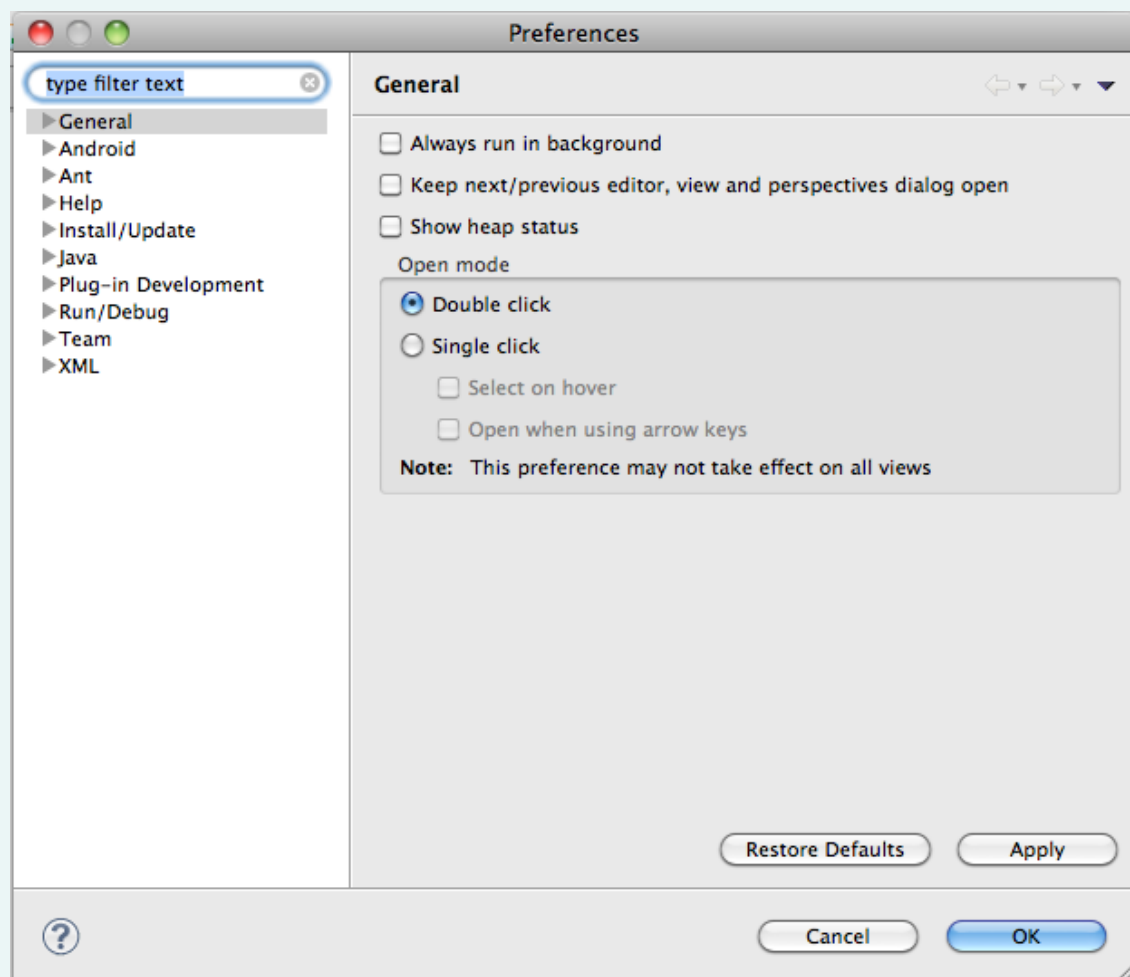 Preferences
type filter text
General
Android
Ant
Help
Install/Update
Java
Plug-in Development
Run/Debug
Team
XML
General
Always run in background
Keep next/previous editor, view and perspectives dialog open
Show heap status
Open mode
Double click
Single click
Select on hover
Open when using arrow keys
Note: This preference may not take effect on all views
Restore Defaults Apply
? Cancel OK